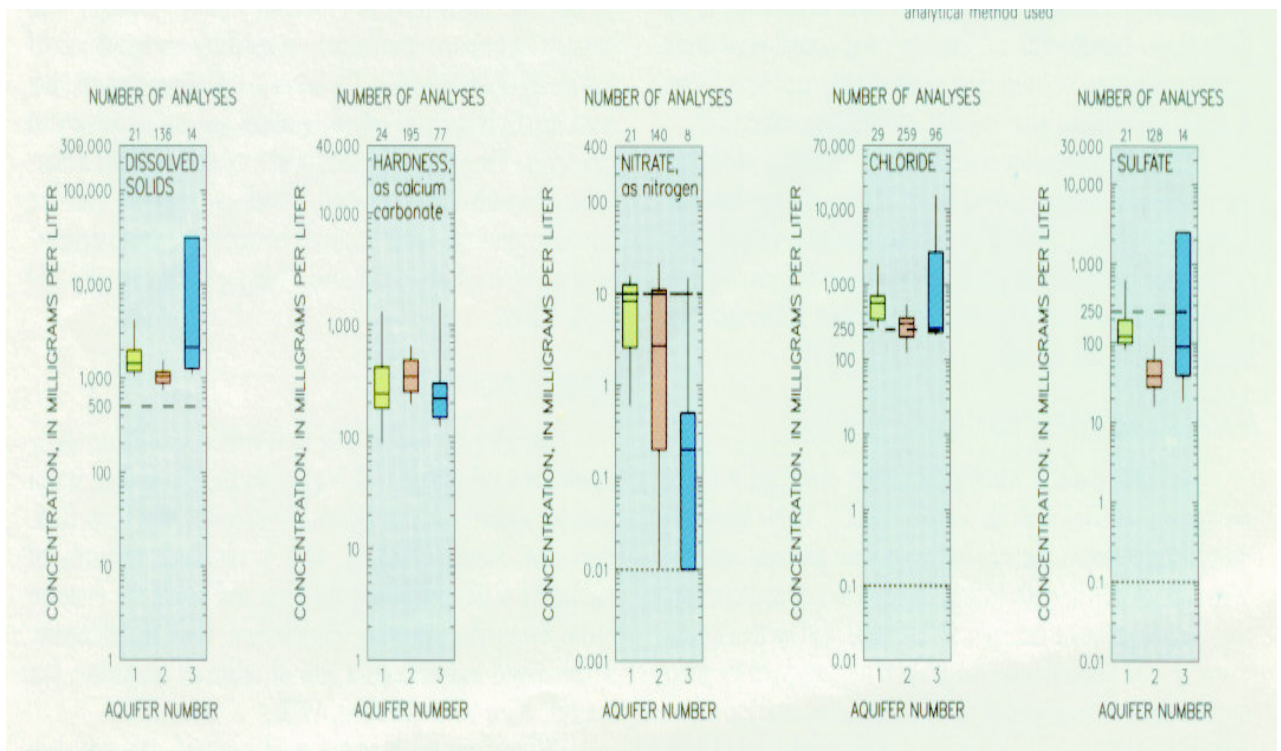 analytical method used
NUMBER OF ANALYSES
21 136 14
300,000
DISSOLVED
SOLIDS
100,000
10,000
1,000
500
100
10
1
CONCENTRATION, IN MILLIGRAMS PER LITER
1 2 3
AQUIFER NUMBER
NUMBER OF ANALYSES
24 195 77
40,000
HARDNESS,
as calcium
carbonate
10,000
1,000
100
10
1
CONCENTRATION, IN MILLIGRAMS PER LITER
1 2 3
AQUIFER NUMBER
NUMBER OF ANALYSES
21 140 8
400
NITRATE,
as nitrogen
100
10
1
0.1
0.01
0.001
CONCENTRATION, IN MILLIGRAMS PER LITER
1 2 3
AQUIFER NUMBER
NUMBER OF ANALYSES
29 259 96
70,000
CHLORIDE
10,000
1,000
250
100
10
1
0.1
0.01
CONCENTRATION, IN MILLIGRAMS PER LITER
1 2 3
AQUIFER NUMBER
NUMBER OF ANALYSES
21 128 14
30,000
SULFATE
10,000
1,000
250
100
10
1
0.1
0.01
CONCENTRATION, IN MILLIGRAMS PER LITER
1 2 3
AQUIFER NUMBER